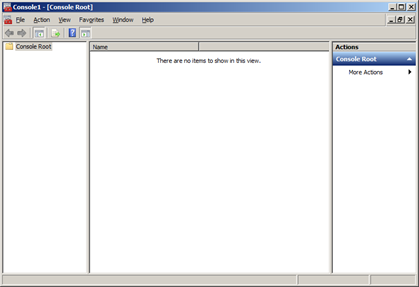 Console1 - [Console Root]
File Action View Favorites Window Help
Console Root
Name
There are no items to show in this view.
Actions
Console Root
More Actions